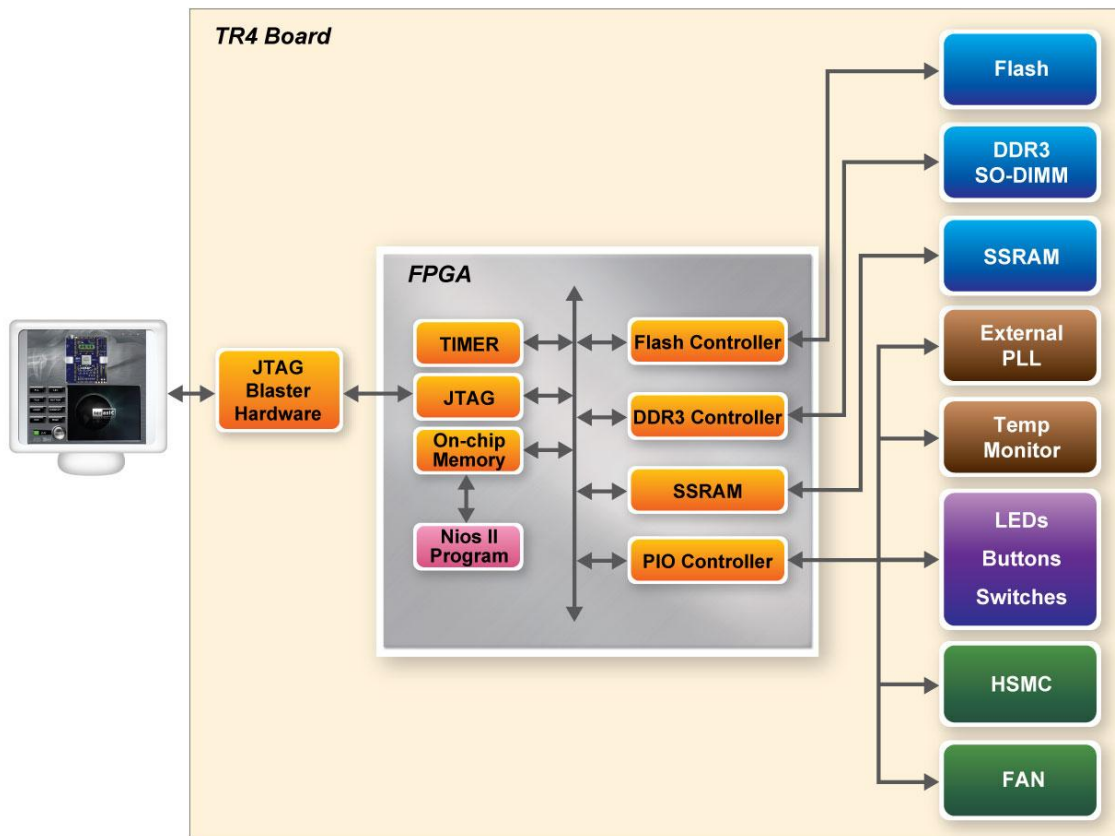 TR4 Board
Flash
DDR3
SO-DIMM
SSRAM
External
PLL
Temp
Monitor
LEDs
Buttons
Switches
HSMC
FAN
JTAG
Blaster
Hardware
FPGA
TIMER
JTAG
On-chip
Memory
Nios II
Program
Flash Controller
DDR3 Controller
SSRAM
PIO Controller